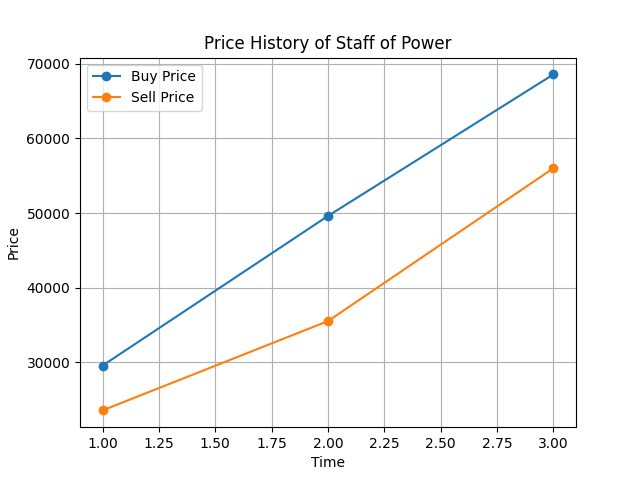 Price History of Staff of Power
Buy Price
Sell Price
Price
70000
60000
50000
40000
30000
1.00 1.25 1.50 1.75 2.00 2.25 2.50 2.75 3.00
Time